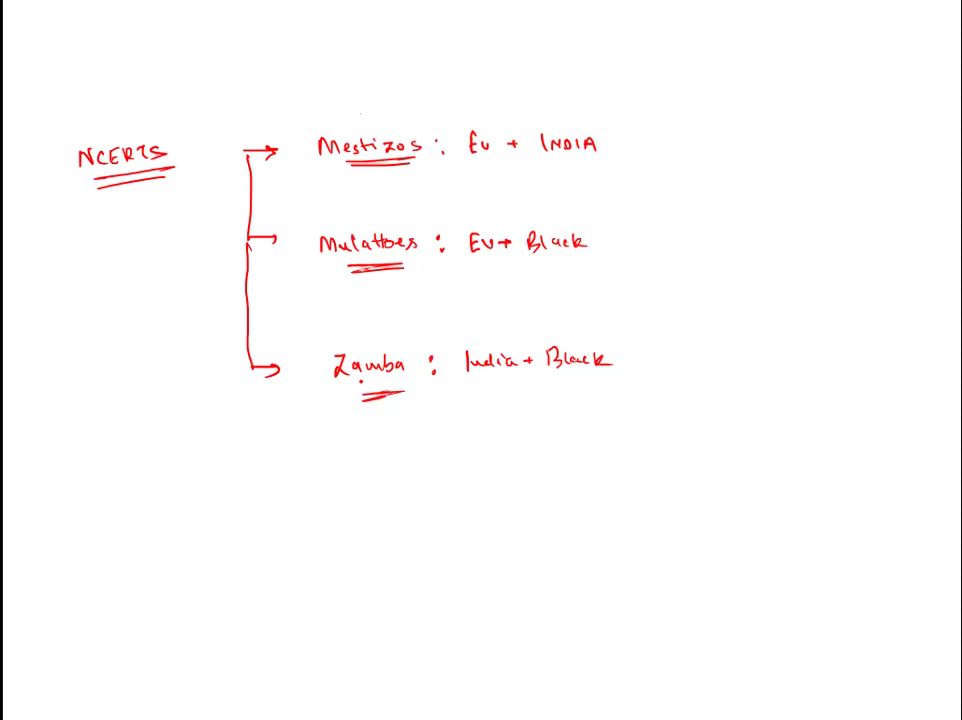 NCERTS
Mestizos : Eu + INDIA
Mulattoes : Eu + Black
Zamba : India + Black